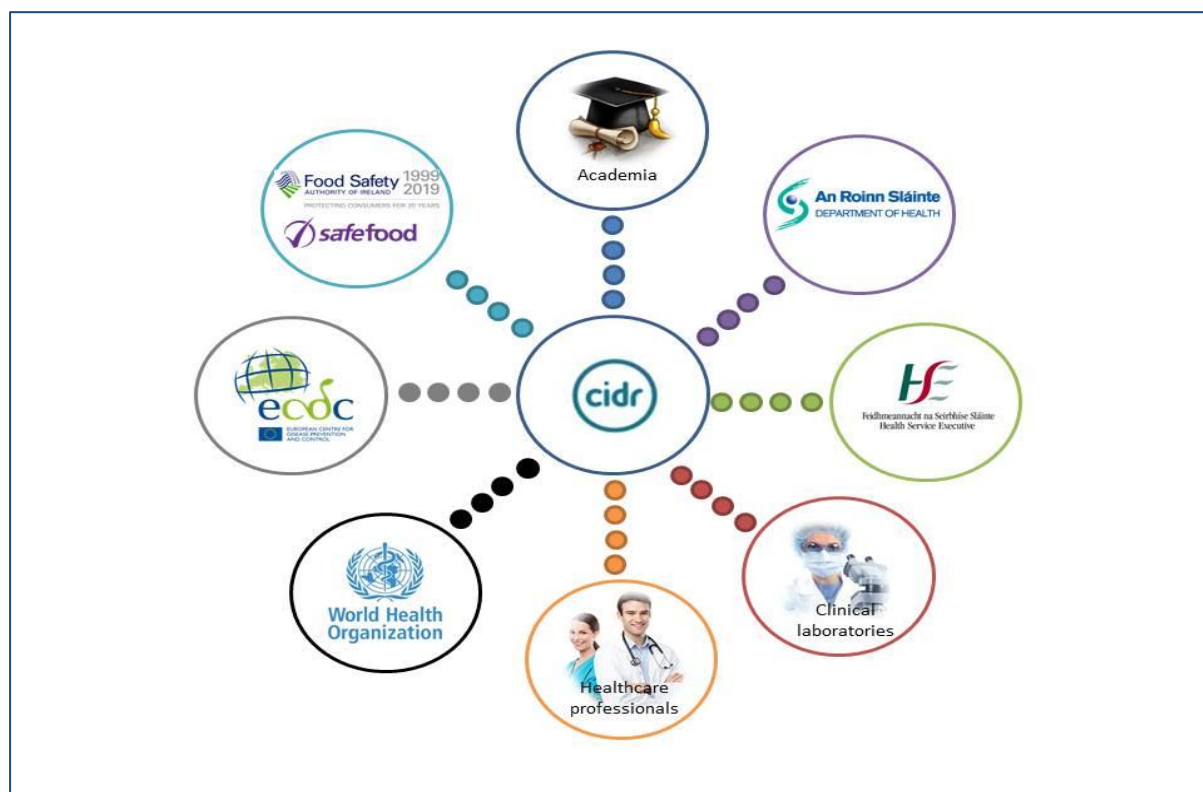 Academia
Food Safety 1999
AUTHORITY OF IRELAND 2019
PROTECTING CONSUMERS FOR 20 YEARS
safefood
An Roinn Sláinte
DEPARTMENT OF HEALTH
ecdc
EUROPEAN CENTRE FOR
DISEASE PREVENTION
AND CONTROL
cidr
HSE
Feidhmeannacht na Seirbhíse Sláinte
Health Service Executive
World Health
Organization
Clinical
laboratories
Healthcare
professionals